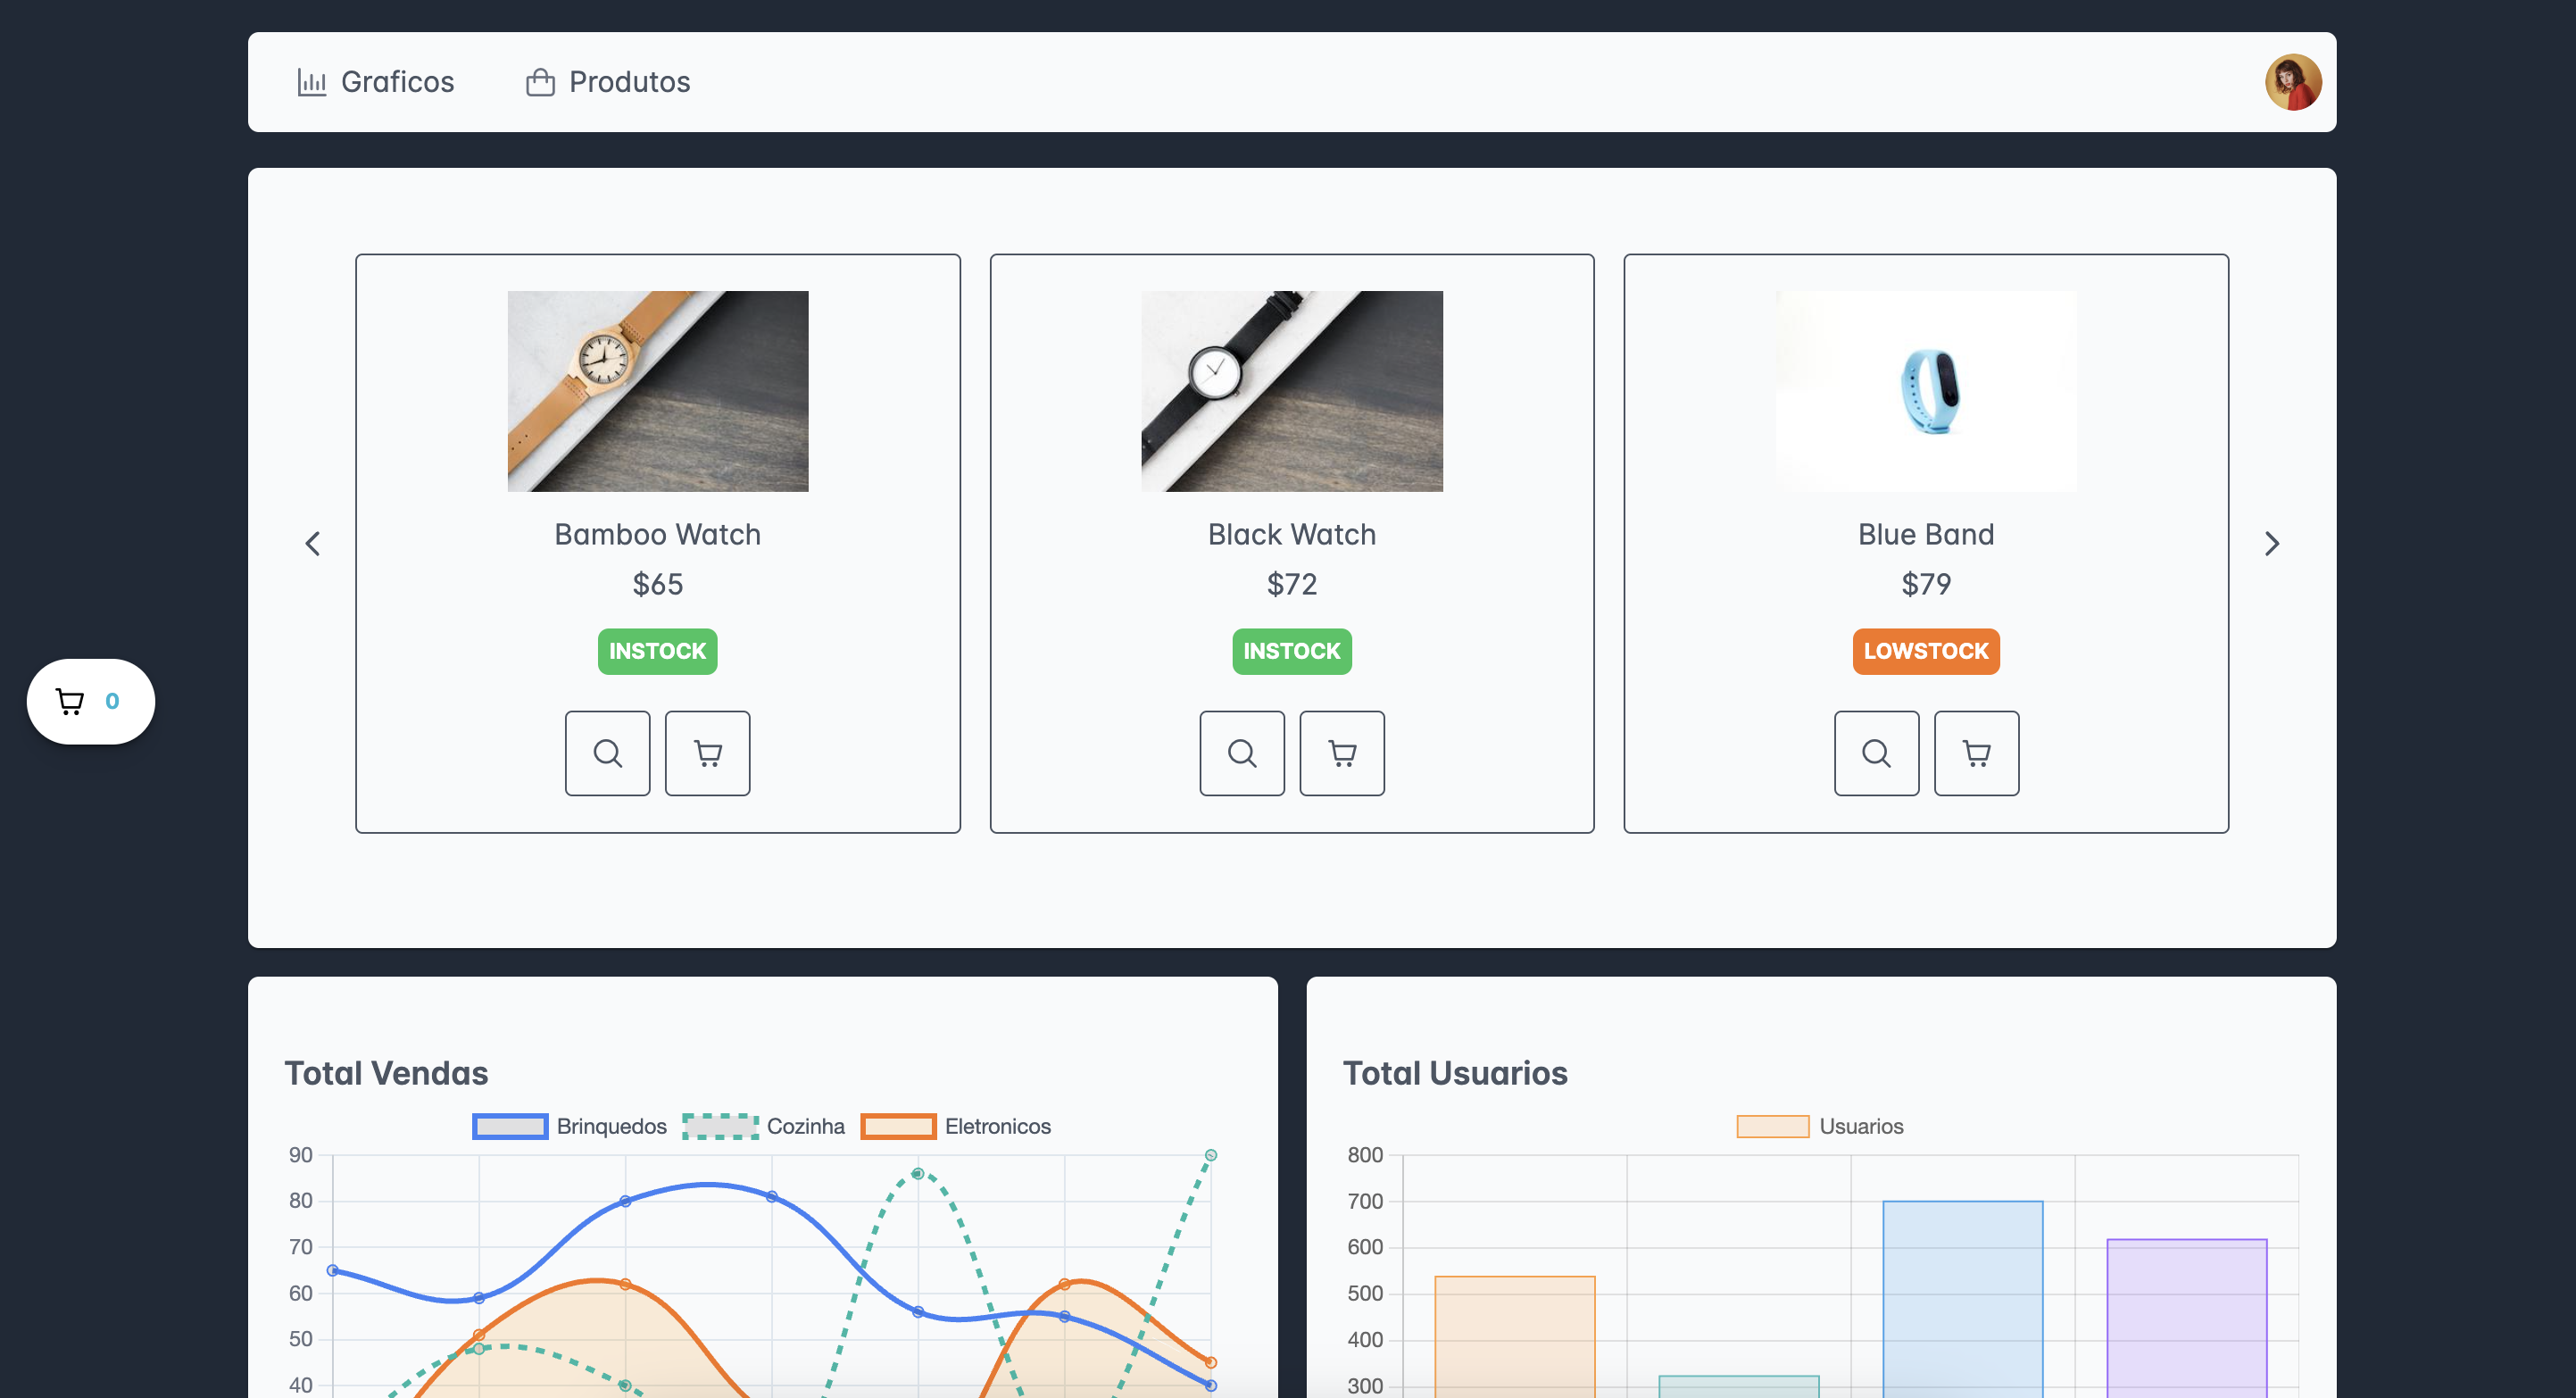 Graficos Produtos
Bamboo Watch
$65
INSTOCK
Black Watch
$72
INSTOCK
Blue Band
$79
LOWSTOCK
0
Total Vendas
Brinquedos Cozinha Eletronicos
90
80
70
60
50
40
Total Usuarios
Usuarios
800
700
600
500
400
300